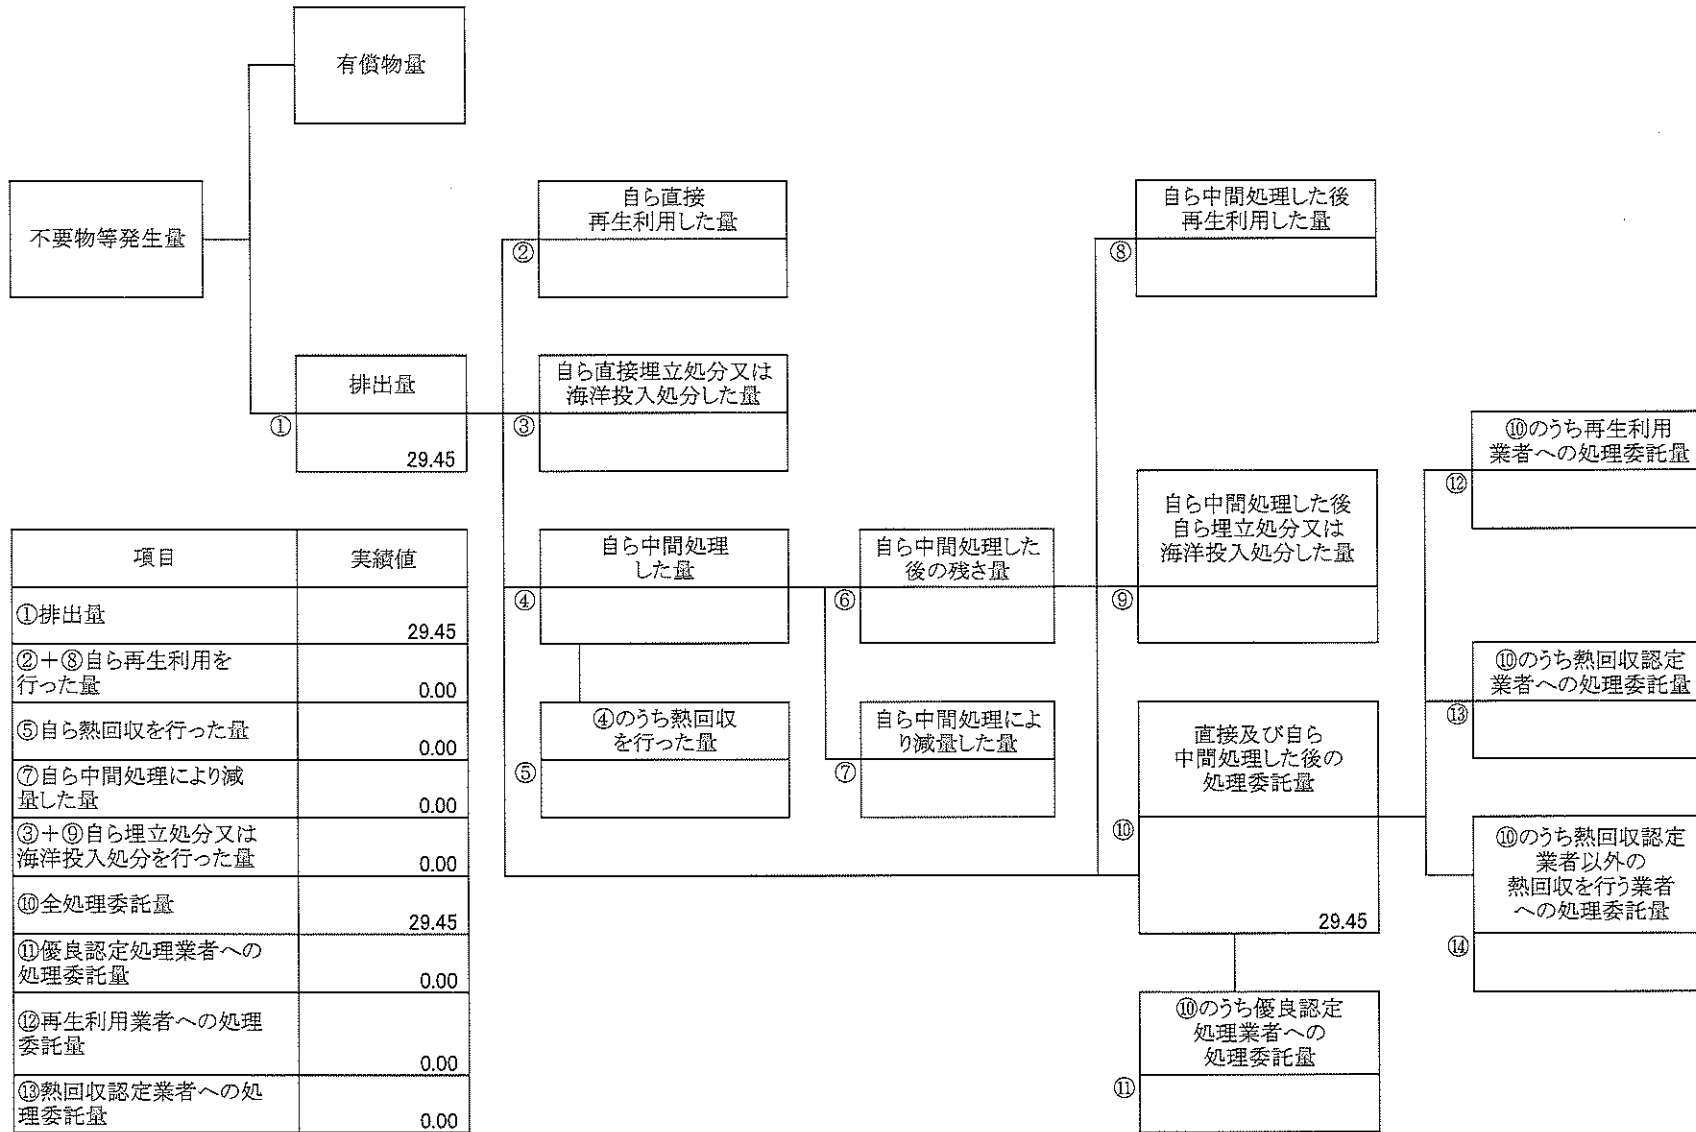 有償物量
不要物等発生量
自ら直接
再生利用した量
②
自ら中間処理した後
再生利用した量
⑧
排出量
①
29.45
自ら直接埋立処分又は
海洋投入処分した量
③
⑩のうち再生利用
業者への処理委託量
⑫
自ら中間処理
した量
④
自ら中間処理した
後の残さ量
⑥
自ら中間処理した後
自ら埋立処分又は
海洋投入処分した量
⑨
⑩のうち熱回収認定
業者への処理委託量
⑬
④のうち熱回収
を行った量
⑤
自ら中間処理によ
り減量した量
⑦
直接及び自ら
中間処理した後の
処理委託量
⑩
29.45
⑩のうち熱回収認定
業者以外の
熱回収を行う業者
への処理委託量
⑭
⑩のうち優良認定
処理業者への
処理委託量
⑪
項目 実績値
①排出量
29.45
②+⑧自ら再生利用を
行った量 0.00
⑤自ら熱回収を行った量
0.00
⑦自ら中間処理により減
量した量 0.00
③+⑨自ら埋立処分又は
海洋投入処分を行った量 0.00
⑩全処理委託量
29.45
⑪優良認定処理業者への
処理委託量 0.00
⑫再生利用業者への処理
委託量
0.00
⑬熱回収認定業者への処
理委託量 0.00